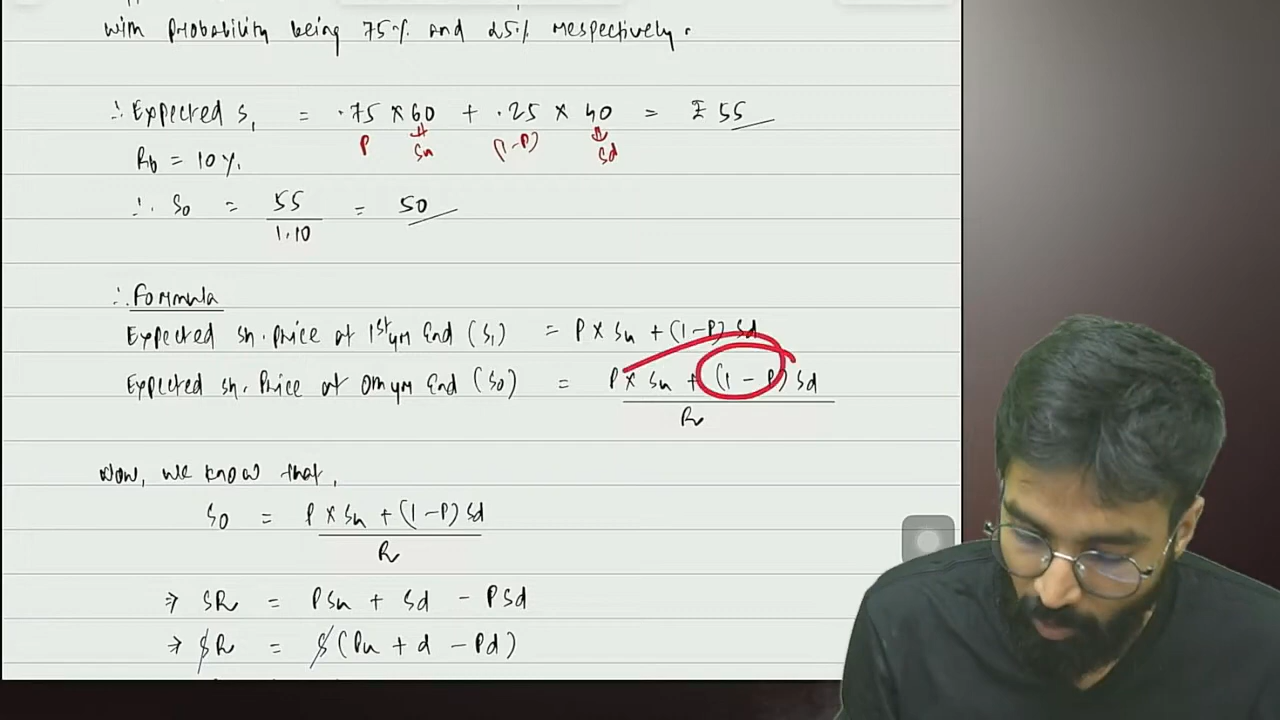 with probability being 75% and 25% respectively.
∴ Expected S₁ = .75 × 60 + .25 × 40 = ₹ 55
P Su (1-P) Sd
Rf = 10%
∴ S₀ = 55 / 1.10 = 50
∴ Formula
Expected sh. Price at 1st yr End (S₁) = P × Su + (1-P) Sd
Expected sh. Price at 0th yr End (S₀) = P × Su + (1 - P) Sd
R
Now, we know that,
S₀ = P × Su + (1-P) Sd
R
⇒ SR = PSu + Sd - PSd
⇒ SR = S(Pu + d - Pd)